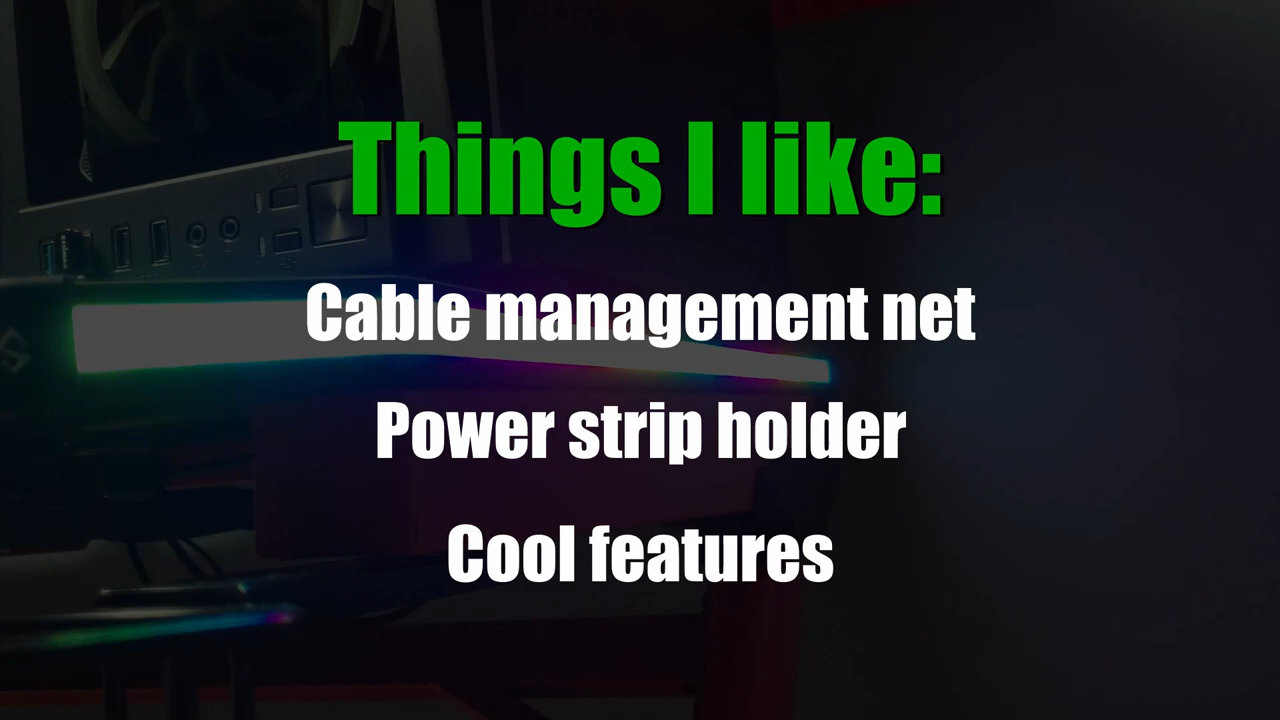 Things I like:
Cable management net
Power strip holder
Cool features